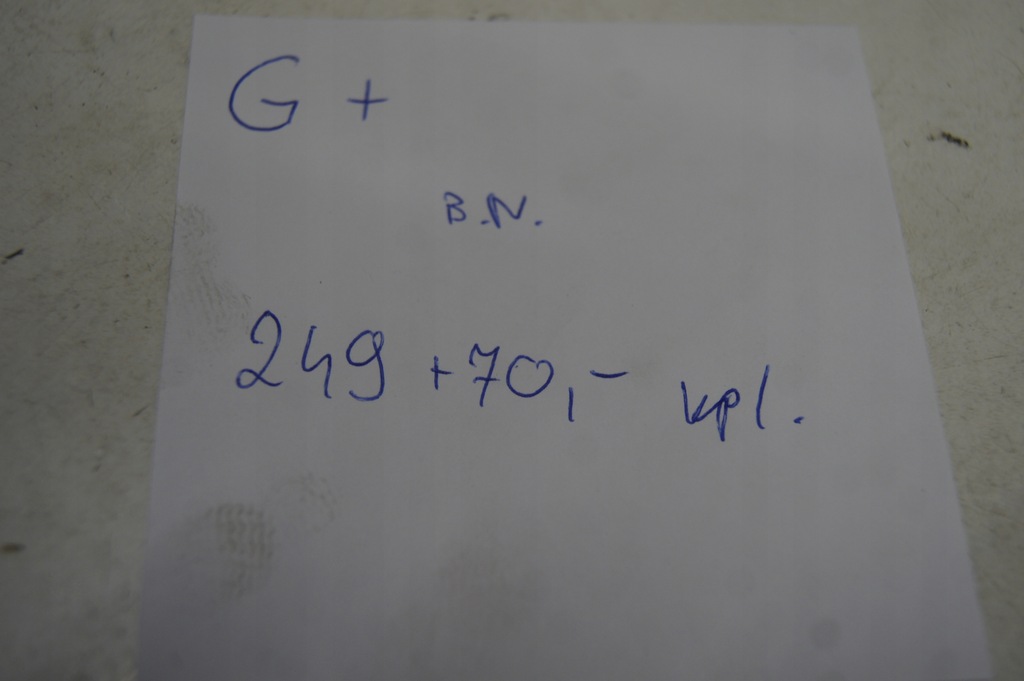 G +
B.N.
249 +70,- kpl.